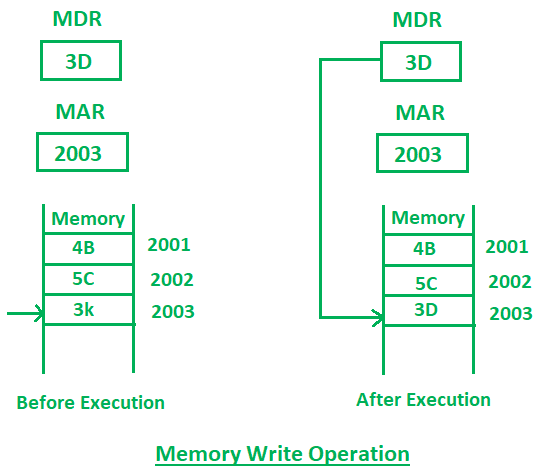 MDR
3D
MAR
2003
Memory
4B 2001
5C 2002
3k 2003
Before Execution
MDR
3D
MAR
2003
Memory
4B 2001
5C 2002
3D 2003
After Execution
Memory Write Operation